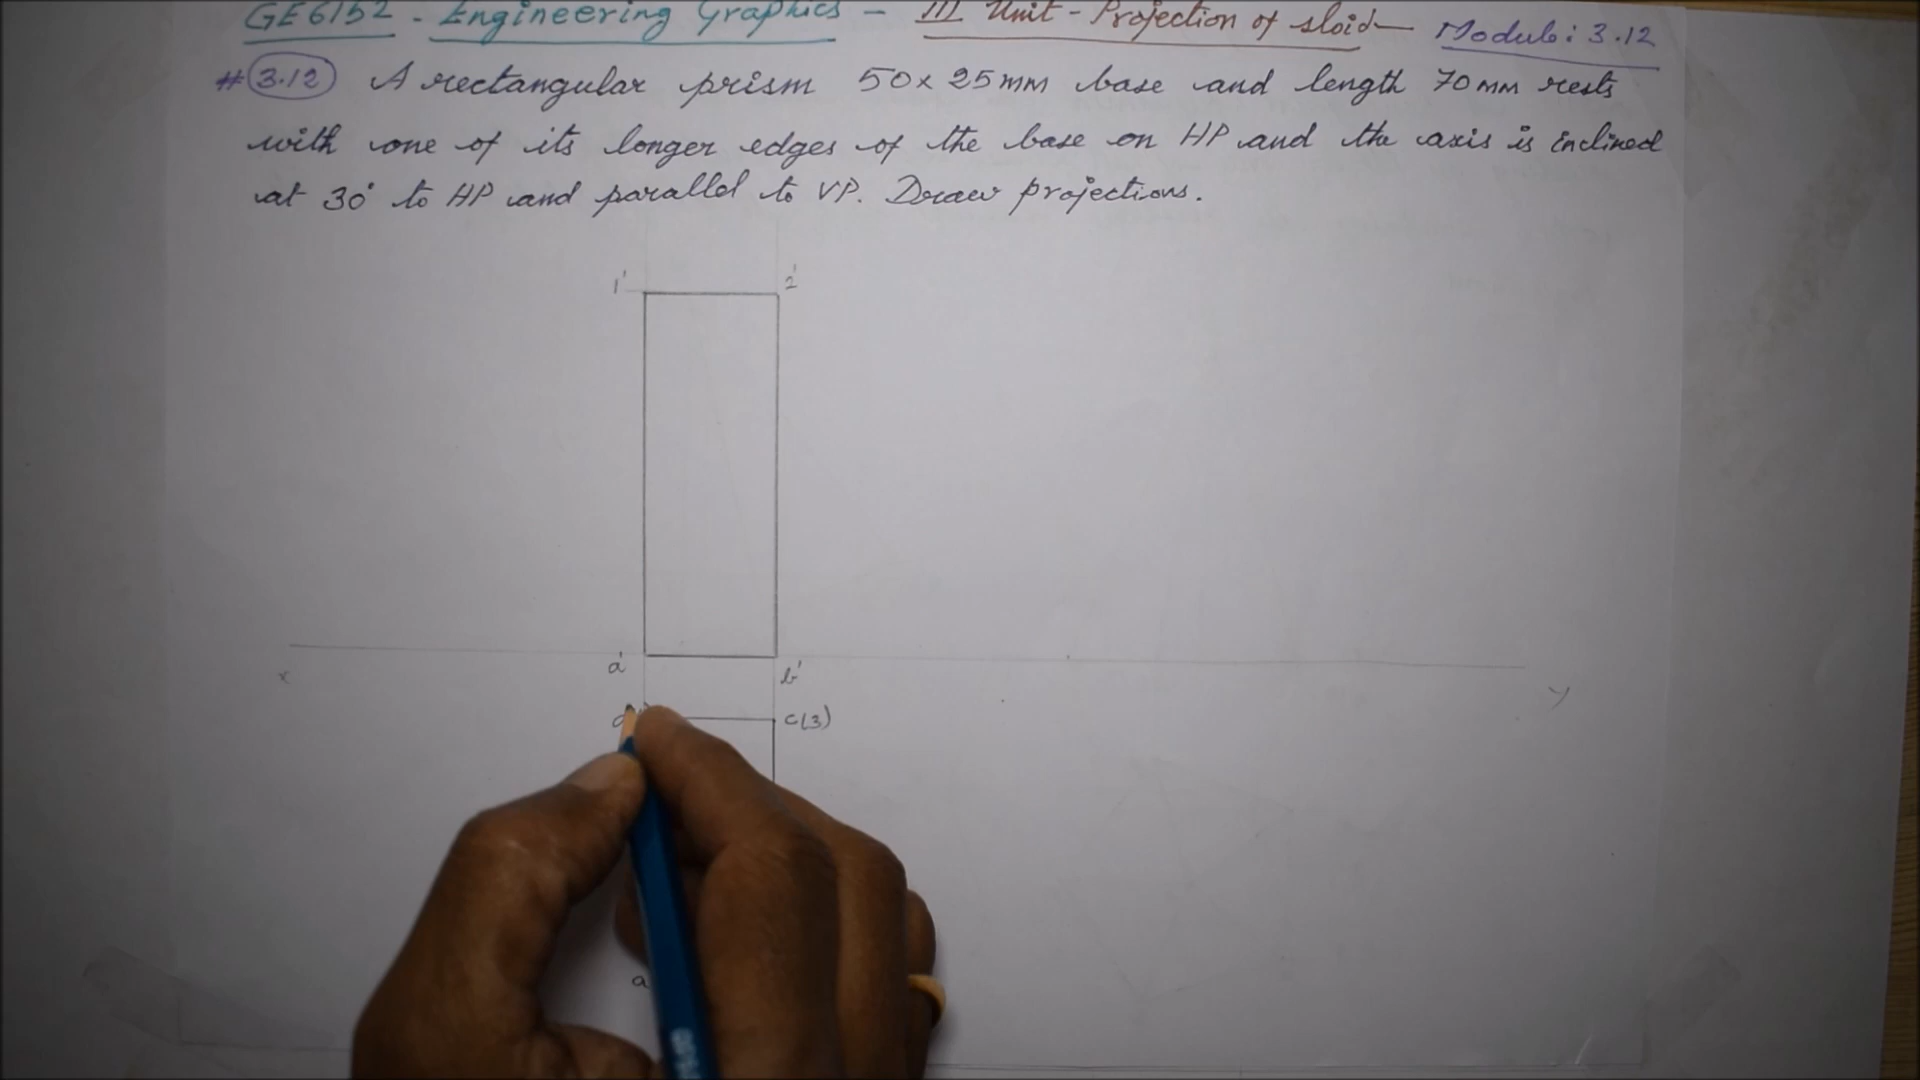 GE6152 - Engineering Graphics - III Unit - Projection of sloid- Module: 3.12
# 3.12 A rectangular prism 50x25mm base and length 70mm rests
with one of its longer edges of the base on HP and the axis is inclined
at 30° to HP and parallel to VP. Draw projections.
1' 2'
a' b'
x y
c(3)
a